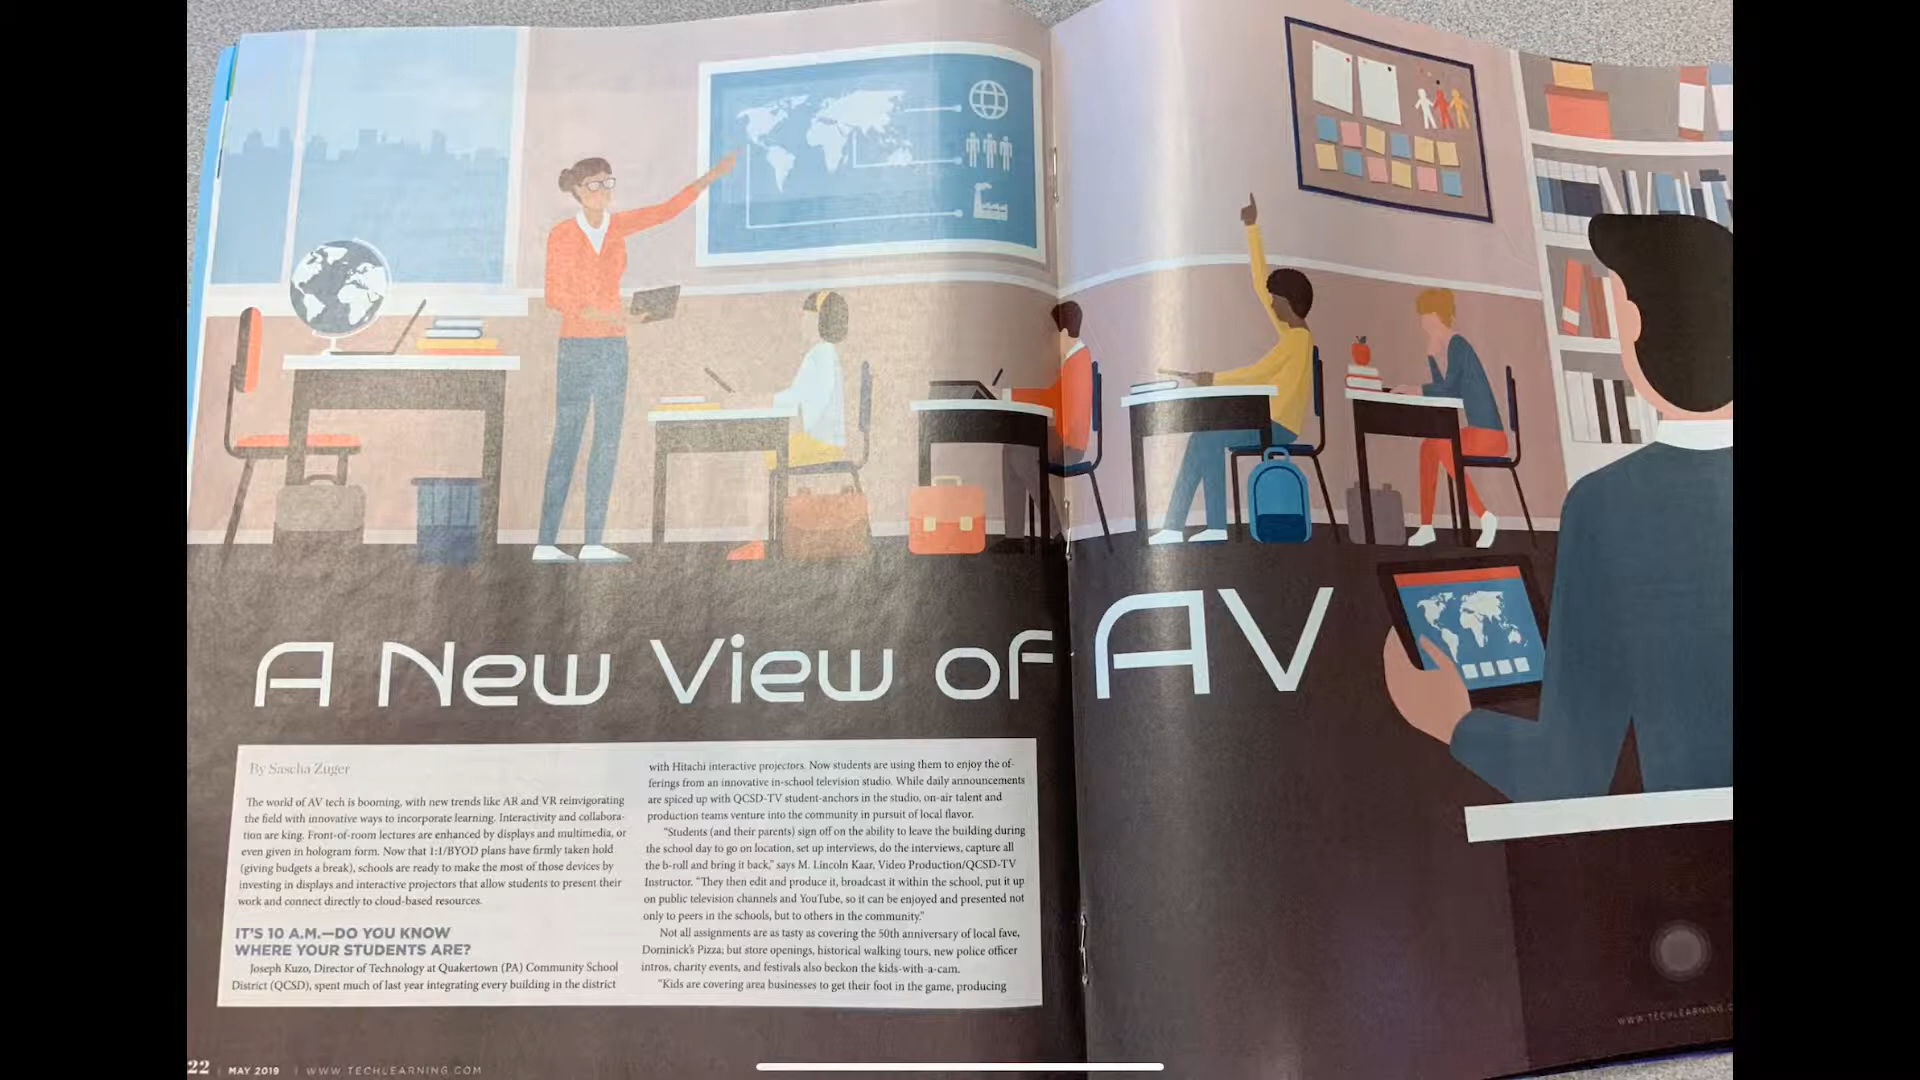 A New View of AV
By Sascha Zuger
The world of AV tech is booming, with new trends like AR and VR reinvigorating
the field with innovative ways to incorporate learning. Interactivity and collabora-
tion are king. Front-of-room lectures are enhanced by displays and multimedia, or
even given in hologram form. Now that 1:1/BYOD plans have firmly taken hold
(giving budgets a break), schools are ready to make the most of those devices by
investing in displays and interactive projectors that allow students to present their
work and connect directly to cloud-based resources.
IT'S 10 A.M.—DO YOU KNOW
WHERE YOUR STUDENTS ARE?
Joseph Kuzo, Director of Technology at Quakertown (PA) Community School
District (QCSD), spent much of last year integrating every building in the district
with Hitachi interactive projectors. Now students are using them to enjoy the of-
ferings from an innovative in-school television studio. While daily announcements
are spiced up with QCSD-TV student-anchors in the studio, on-air talent and
production teams venture into the community in pursuit of local flavor.
"Students (and their parents) sign off on the ability to leave the building during
the school day to go on location, set up interviews, do the interviews, capture all
the b-roll and bring it back," says M. Lincoln Kaar, Video Production/QCSD-TV
Instructor. "They then edit and produce it, broadcast it within the school, put it up
on public television channels and YouTube, so it can be enjoyed and presented not
only to peers in the schools, but to others in the community."
Not all assignments are as tasty as covering the 50th anniversary of local fave,
Dominick's Pizza; but store openings, historical walking tours, new police officer
intros, charity events, and festivals also beckon the kids-with-a-cam.
"Kids are covering area businesses to get their foot in the game, producing
22 | MAY 2019 | WWW.TECHLEARNING.COM
WWW.TECHLEARNING.C